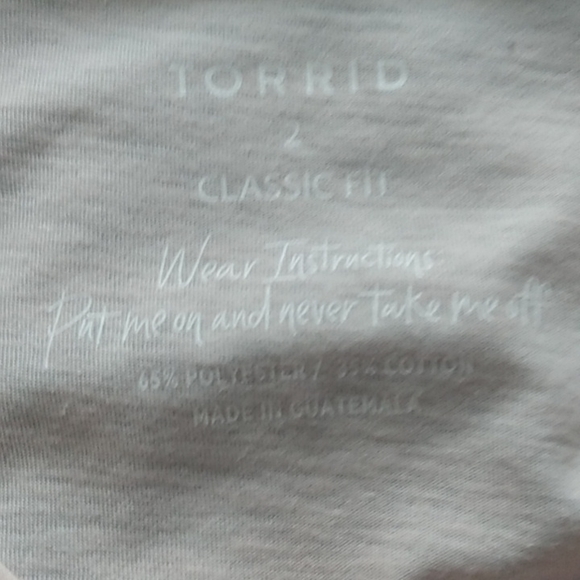 TORRID
2
CLASSIC FIT
Wear Instructions:
Put me on and never take me off
65% POLYESTER / 35% COTTON
MADE IN GUATEMALA